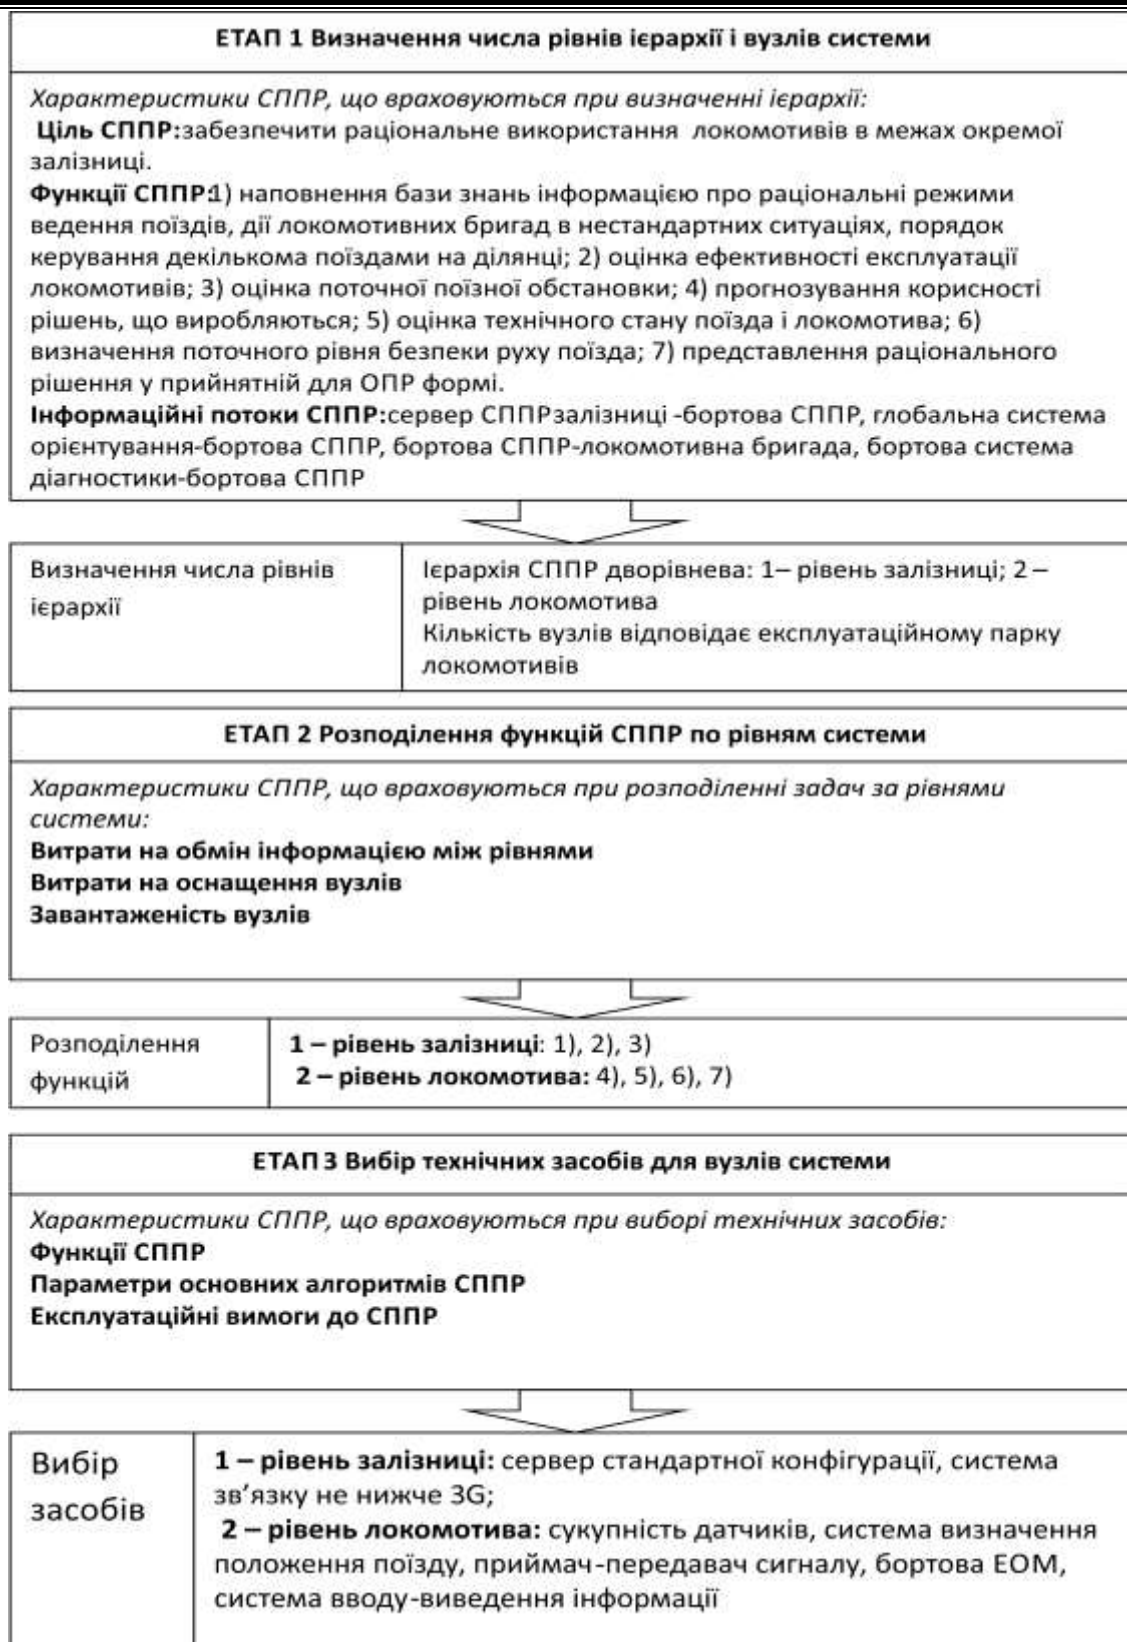 ЕТАП 1 Визначення числа рівнів ієрархії і вузлів системи
Характеристики СППР, що враховуються при визначенні ієрархії:
Ціль СППР:забезпечити раціональне використання локомотивів в межах окремої
залізниці.
Функції СППР:1) наповнення бази знань інформацією про раціональні режими
ведення поїздів, дії локомотивних бригад в нестандартних ситуаціях, порядок
керування декількома поїздами на ділянці; 2) оцінка ефективності експлуатації
локомотивів; 3) оцінка поточної поїзної обстановки; 4) прогнозування корисності
рішень, що виробляються; 5) оцінка технічного стану поїзда і локомотива; 6)
визначення поточного рівня безпеки руху поїзда; 7) представлення раціонального
рішення у прийнятній для ОПР формі.
Інформаційні потоки СППР:сервер СППРзалізниці -бортова СППР, глобальна система
орієнтування-бортова СППР, бортова СППР-локомотивна бригада, бортова система
діагностики-бортова СППР
Визначення числа рівнів
ієрархії
Ієрархія СППР дворівнева: 1– рівень залізниці; 2 –
рівень локомотива
Кількість вузлів відповідає експлуатаційному парку
локомотивів
ЕТАП 2 Розподілення функцій СППР по рівням системи
Характеристики СППР, що враховуються при розподіленні задач за рівнями
системи:
Витрати на обмін інформацією між рівнями
Витрати на оснащення вузлів
Завантаженість вузлів
Розподілення
функцій
1 – рівень залізниці: 1), 2), 3)
2 – рівень локомотива: 4), 5), 6), 7)
ЕТАП 3 Вибір технічних засобів для вузлів системи
Характеристики СППР, що враховуються при виборі технічних засобів:
Функції СППР
Параметри основних алгоритмів СППР
Експлуатаційні вимоги до СППР
Вибір
засобів
1 – рівень залізниці: сервер стандартної конфігурації, система
зв’язку не нижче 3G;
2 – рівень локомотива: сукупність датчиків, система визначення
положення поїзду, приймач-передавач сигналу, бортова ЕОМ,
система вводу-виведення інформації